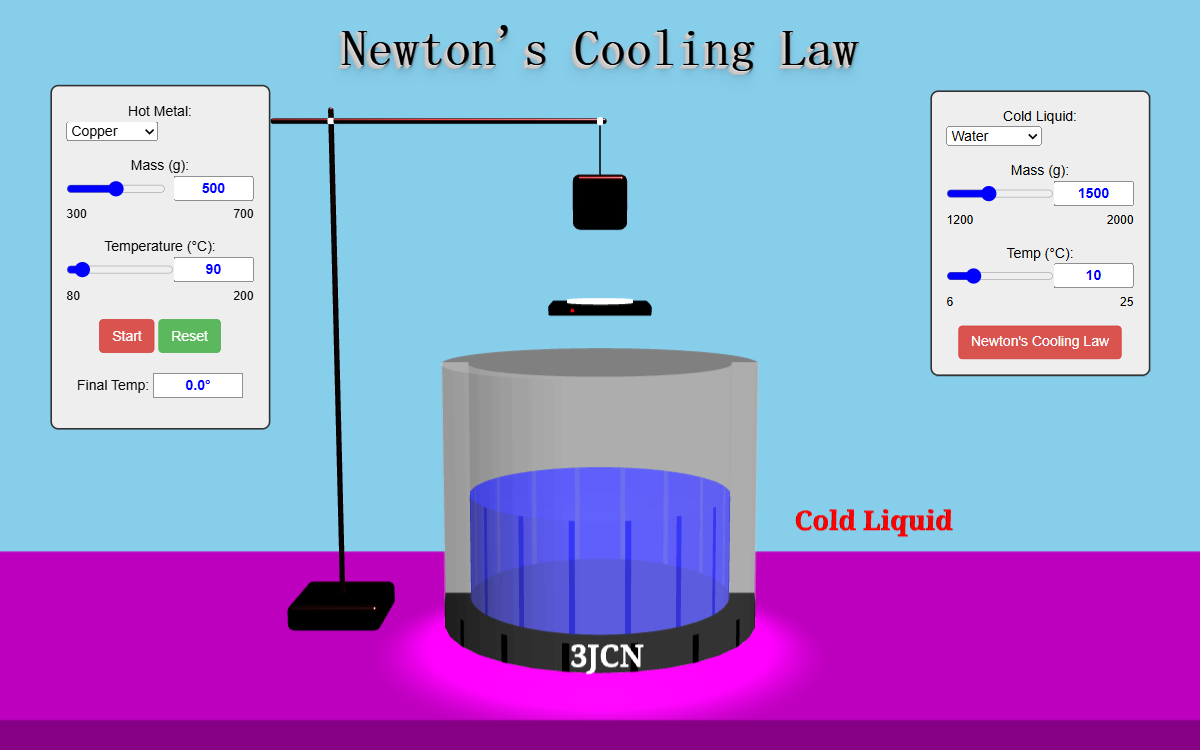 Newton's Cooling Law
Hot Metal:
Copper
Mass (g):
500
300 700
Temperature (°C):
90
80 200
Start Reset
Final Temp: 0.0°
Cold Liquid:
Water
Mass (g):
1500
1200 2000
Temp (°C):
10
6 25
Newton's Cooling Law
Cold Liquid
3JCN